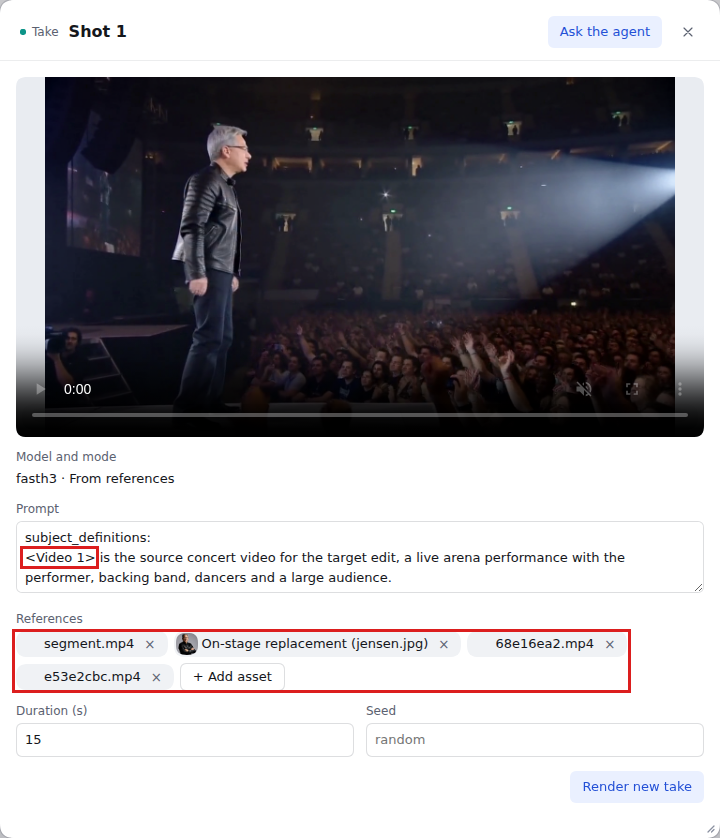 Take Shot 1 Ask the agent ×
0:00
Model and mode
fasth3 · From references
Prompt
subject_definitions:
<Video 1> is the source concert video for the target edit, a live arena performance with the
performer, backing band, dancers and a large audience.
References
segment.mp4 × On-stage replacement (jensen.jpg) × 68e16ea2.mp4 ×
e53e2cbc.mp4 × + Add asset
Duration (s) Seed
15 random
Render new take